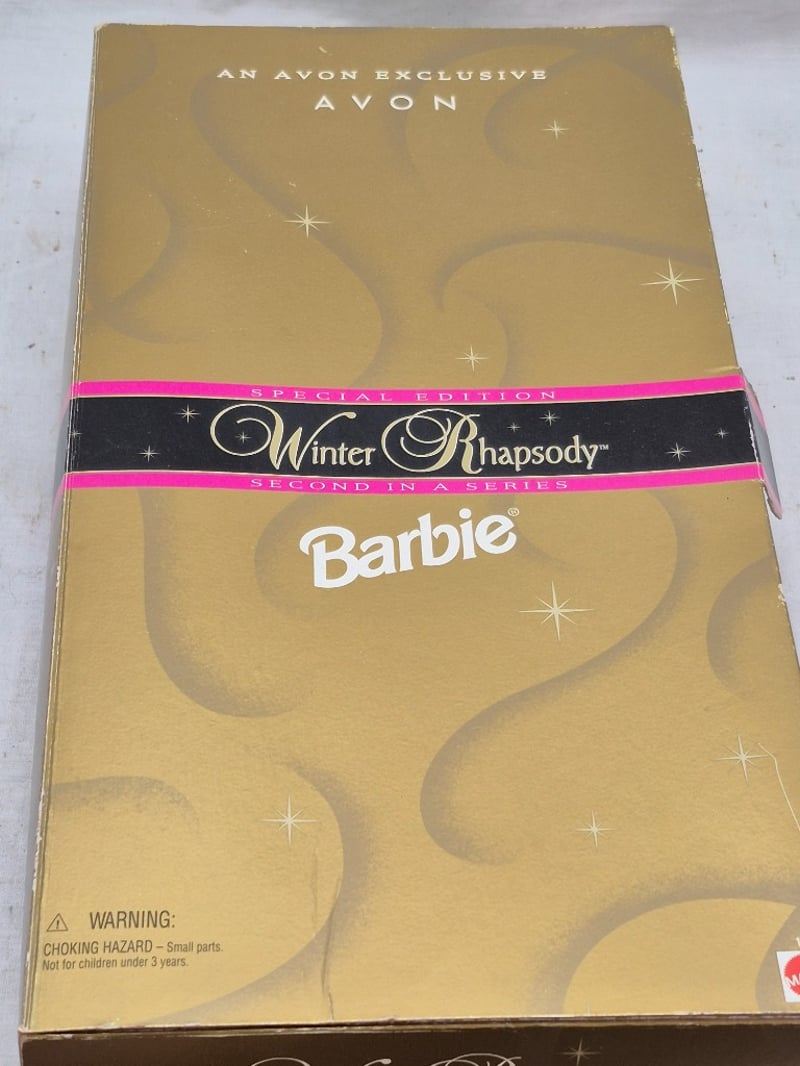 AN AVON EXCLUSIVE
AVON
SPECIAL EDITION
Winter Rhapsody™
SECOND IN A SERIES
Barbie®
⚠ WARNING:
CHOKING HAZARD – Small parts.
Not for children under 3 years.